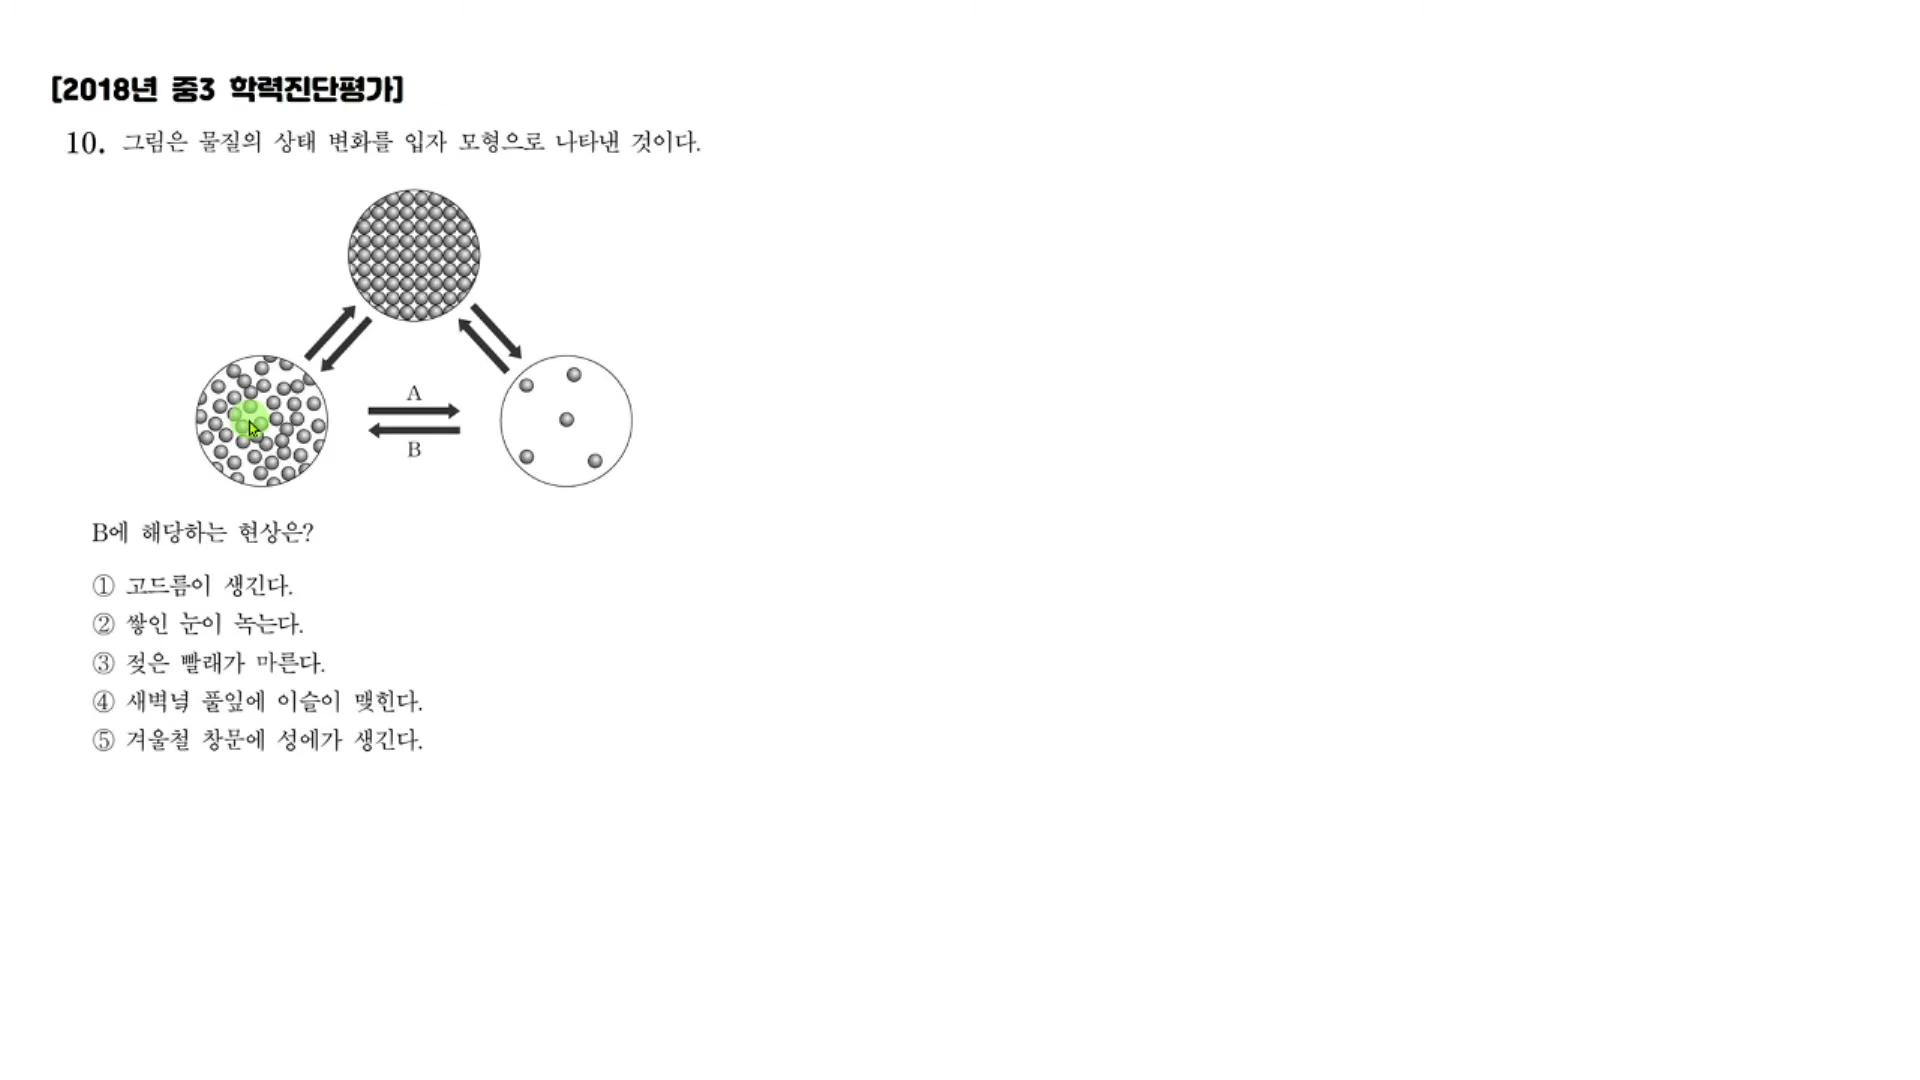 [2018년 중3 학력진단평가]
10. 그림은 물질의 상태 변화를 입자 모형으로 나타낸 것이다.
A
B
B에 해당하는 현상은?
① 고드름이 생긴다.
② 쌓인 눈이 녹는다.
③ 젖은 빨래가 마른다.
④ 새벽녘 풀잎에 이슬이 맺힌다.
⑤ 겨울철 창문에 성에가 생긴다.